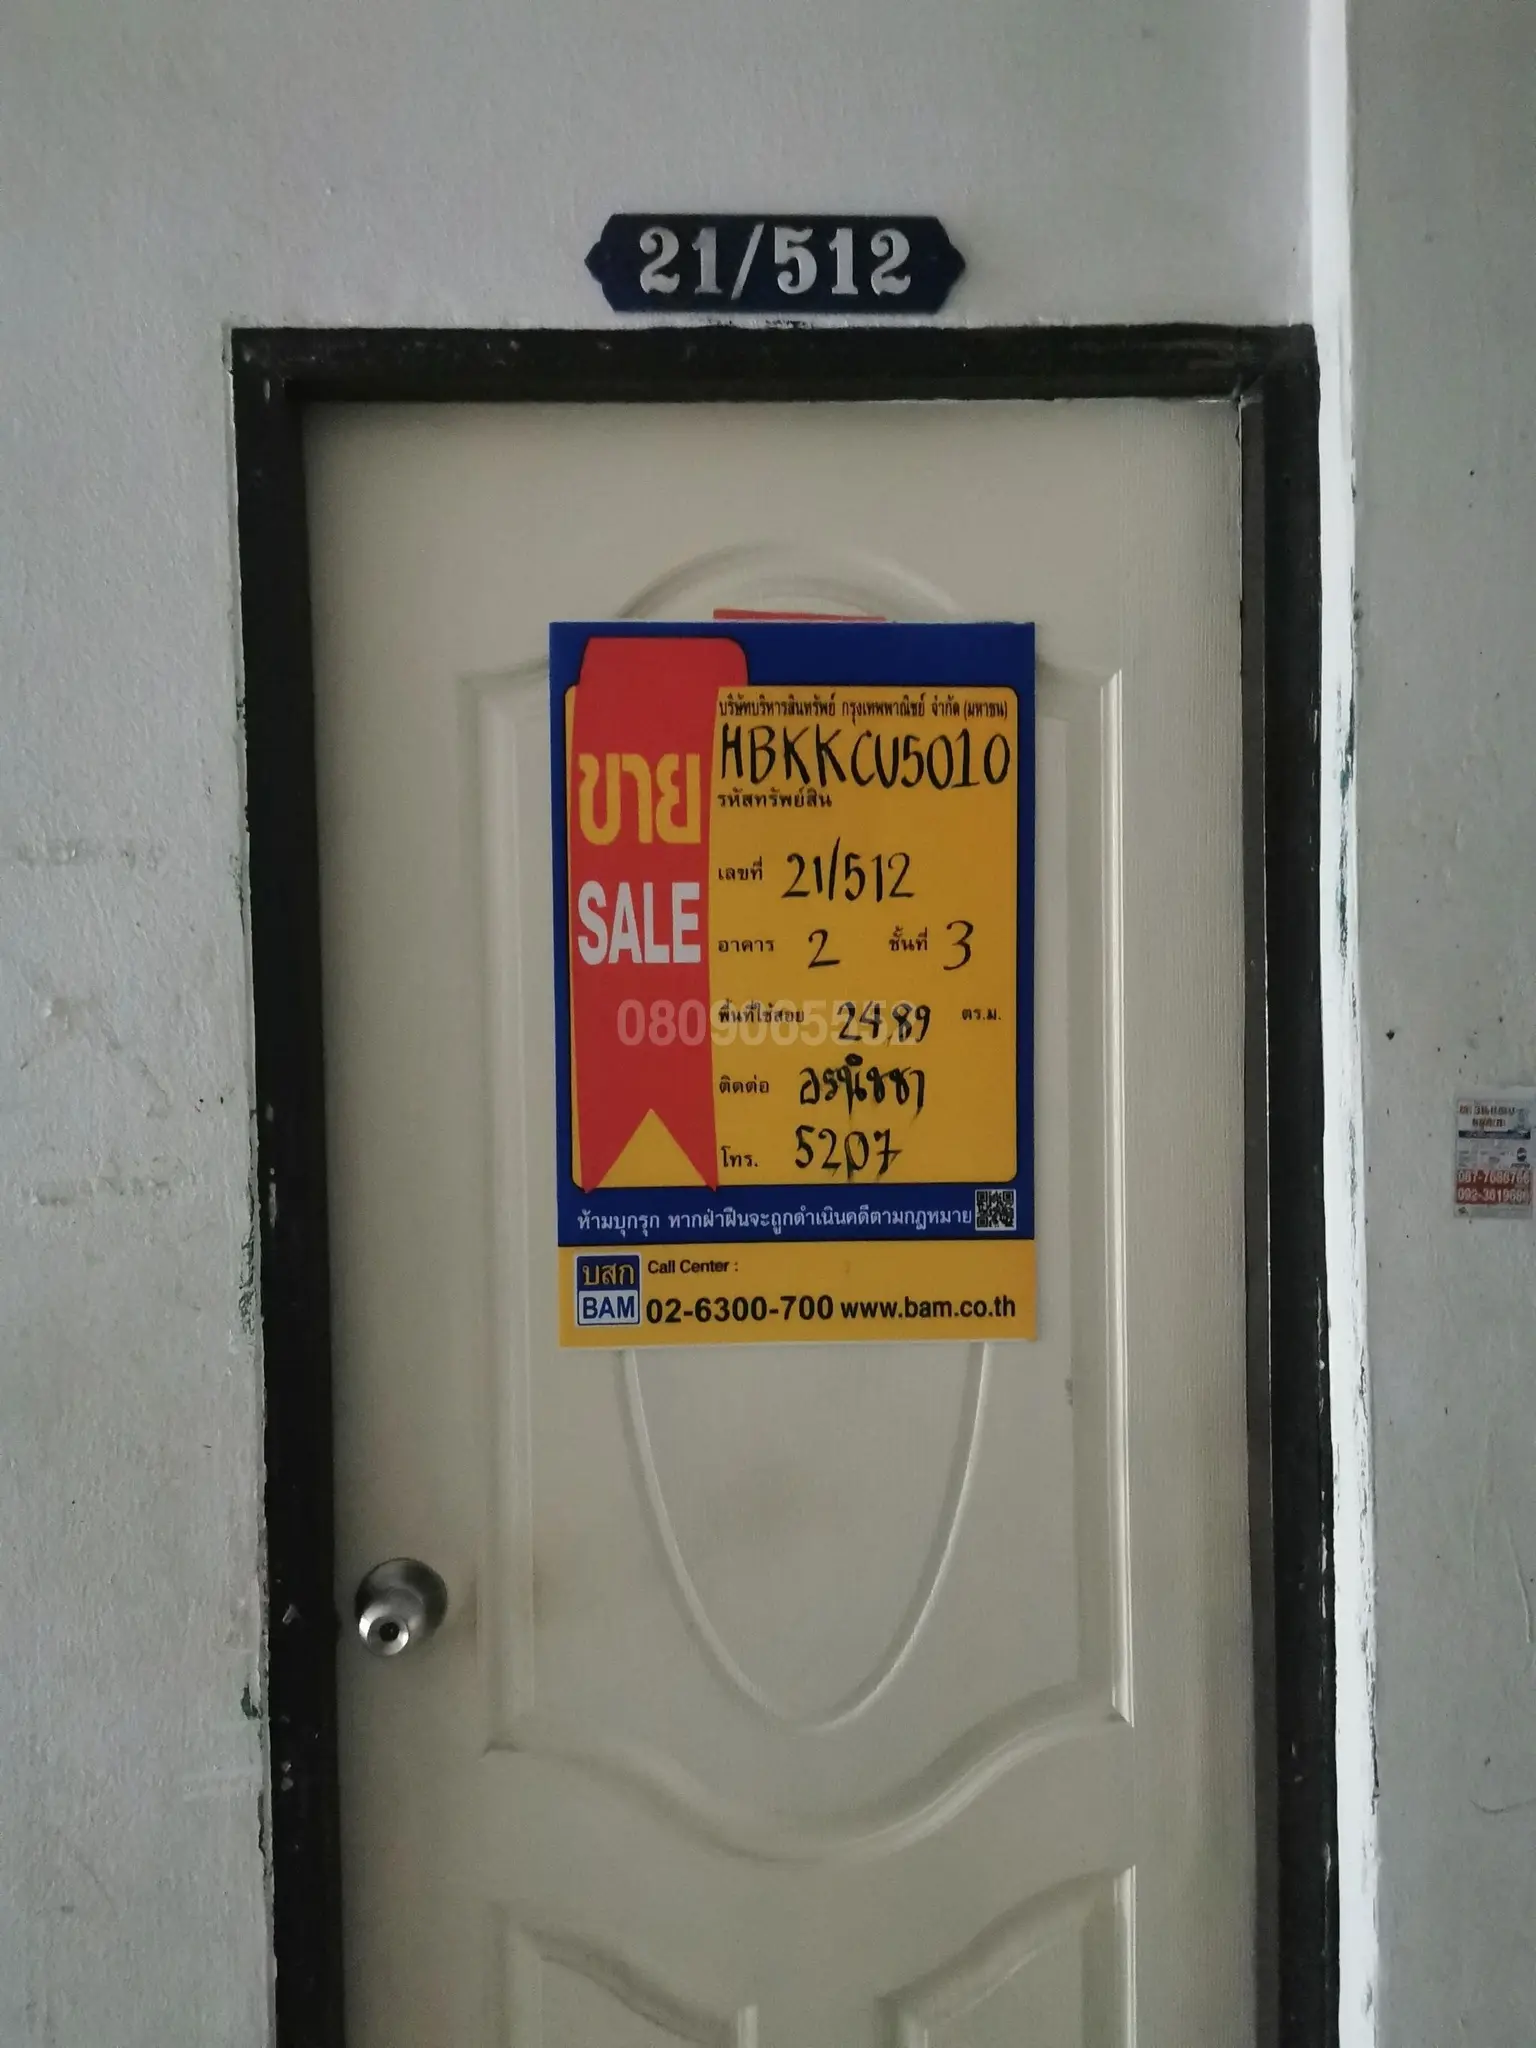 21/512
ขาย
SALE
บริษัทบริหารสินทรัพย์ กรุงเทพพาณิชย์ จำกัด (มหาชน)
HBKKCU5010
รหัสทรัพย์สิน
เลขที่ 21/512
อาคาร 2 ชั้นที่ 3
พื้นที่ใช้สอย 24.89 ตร.ม.
ติดต่อ อรนิชชา
โทร. 5207
ห้ามบุกรุก หากฝ่าฝืนจะถูกดำเนินคดีตามกฎหมาย
บสก
BAM
Call Center :
02-6300-700 www.bam.co.th